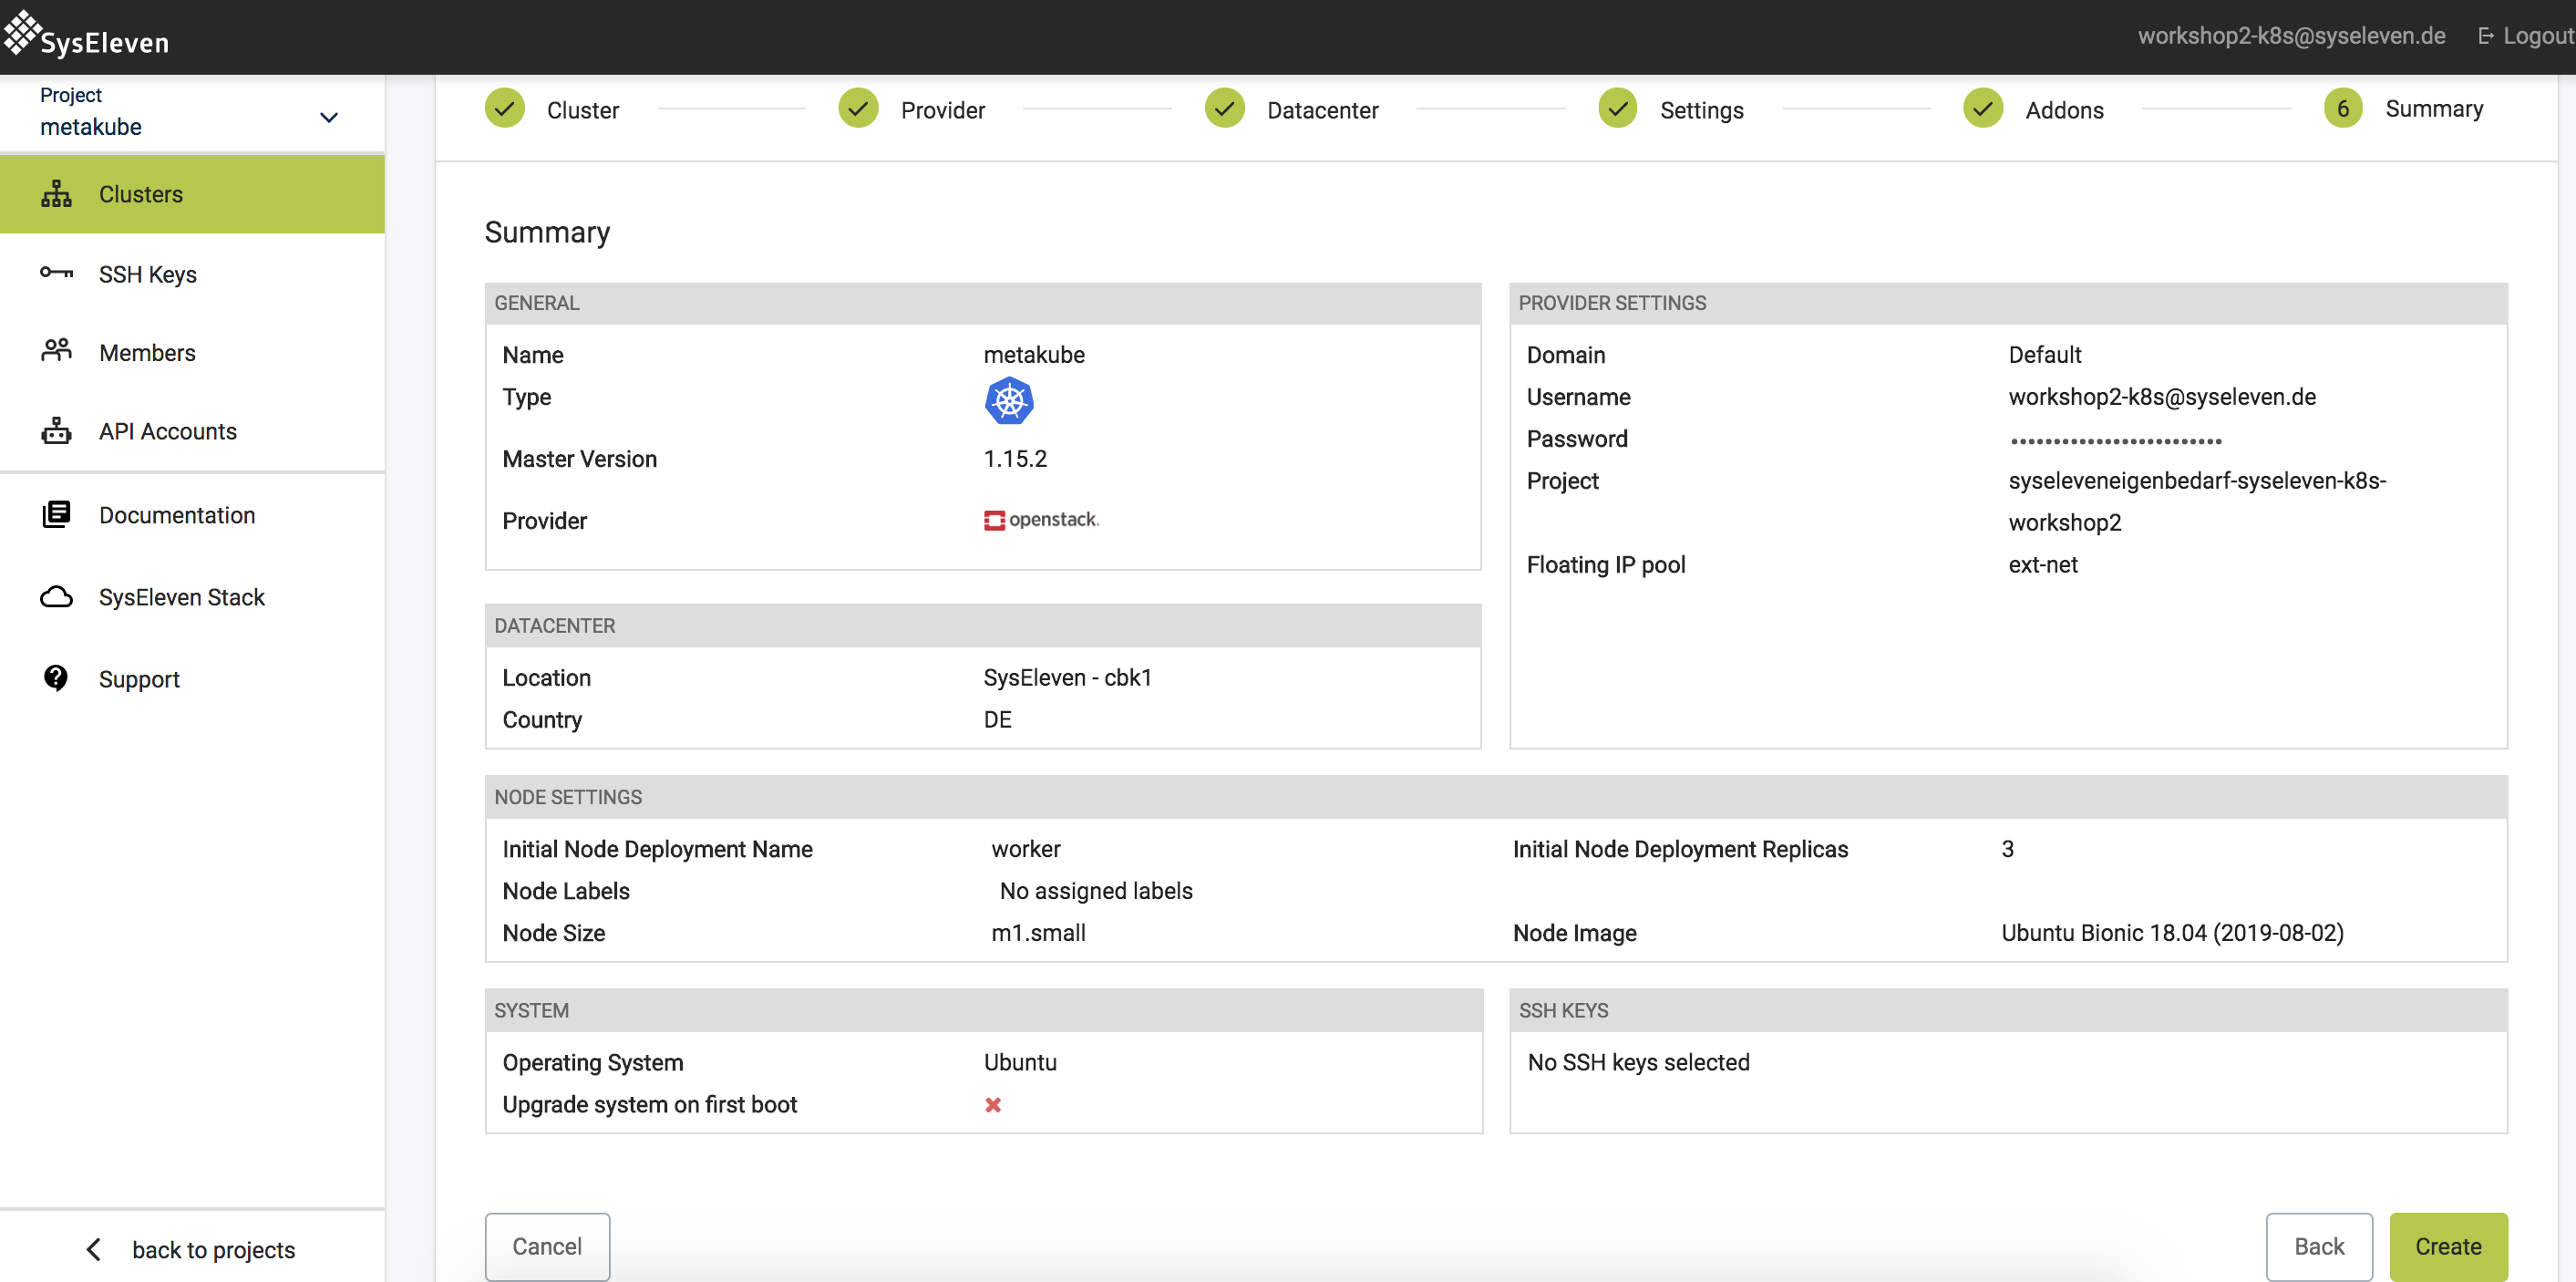 SysEleven
workshop2-k8s@syseleven.de Logout
Project
metakube
Clusters
SSH Keys
Members
API Accounts
Documentation
SysEleven Stack
Support
back to projects
Cluster Provider Datacenter Settings Addons 6 Summary
Summary
GENERAL
Name metakube
Type
Master Version 1.15.2
Provider openstack.
PROVIDER SETTINGS
Domain Default
Username workshop2-k8s@syseleven.de
Password •••••••••••••••••••••••••
Project syseleveneigenbedarf-syseleven-k8s-
workshop2
Floating IP pool ext-net
DATACENTER
Location SysEleven - cbk1
Country DE
NODE SETTINGS
Initial Node Deployment Name worker Initial Node Deployment Replicas 3
Node Labels No assigned labels
Node Size m1.small Node Image Ubuntu Bionic 18.04 (2019-08-02)
SYSTEM
Operating System Ubuntu
Upgrade system on first boot
SSH KEYS
No SSH keys selected
Cancel Back Create